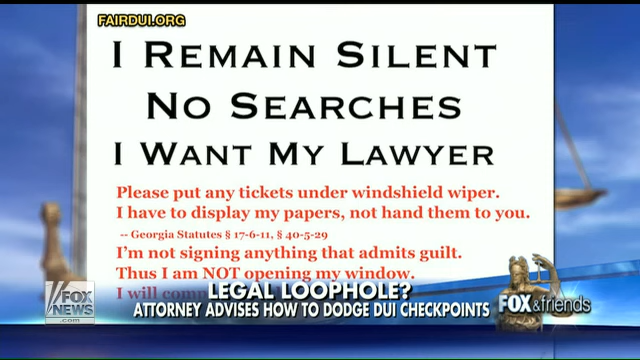 FAIRDUI.ORG
I REMAIN SILENT
NO SEARCHES
I WANT MY LAWYER
Please put any tickets under windshield wiper.
I have to display my papers, not hand them to you.
-- Georgia Statutes § 17-6-11, § 40-5-29
I'm not signing anything that admits guilt.
Thus I am NOT opening my window.
I will com
LEGAL LOOPHOLE?
ATTORNEY ADVISES HOW TO DODGE DUI CHECKPOINTS
FOX
NEWS
.com
FOX&friends